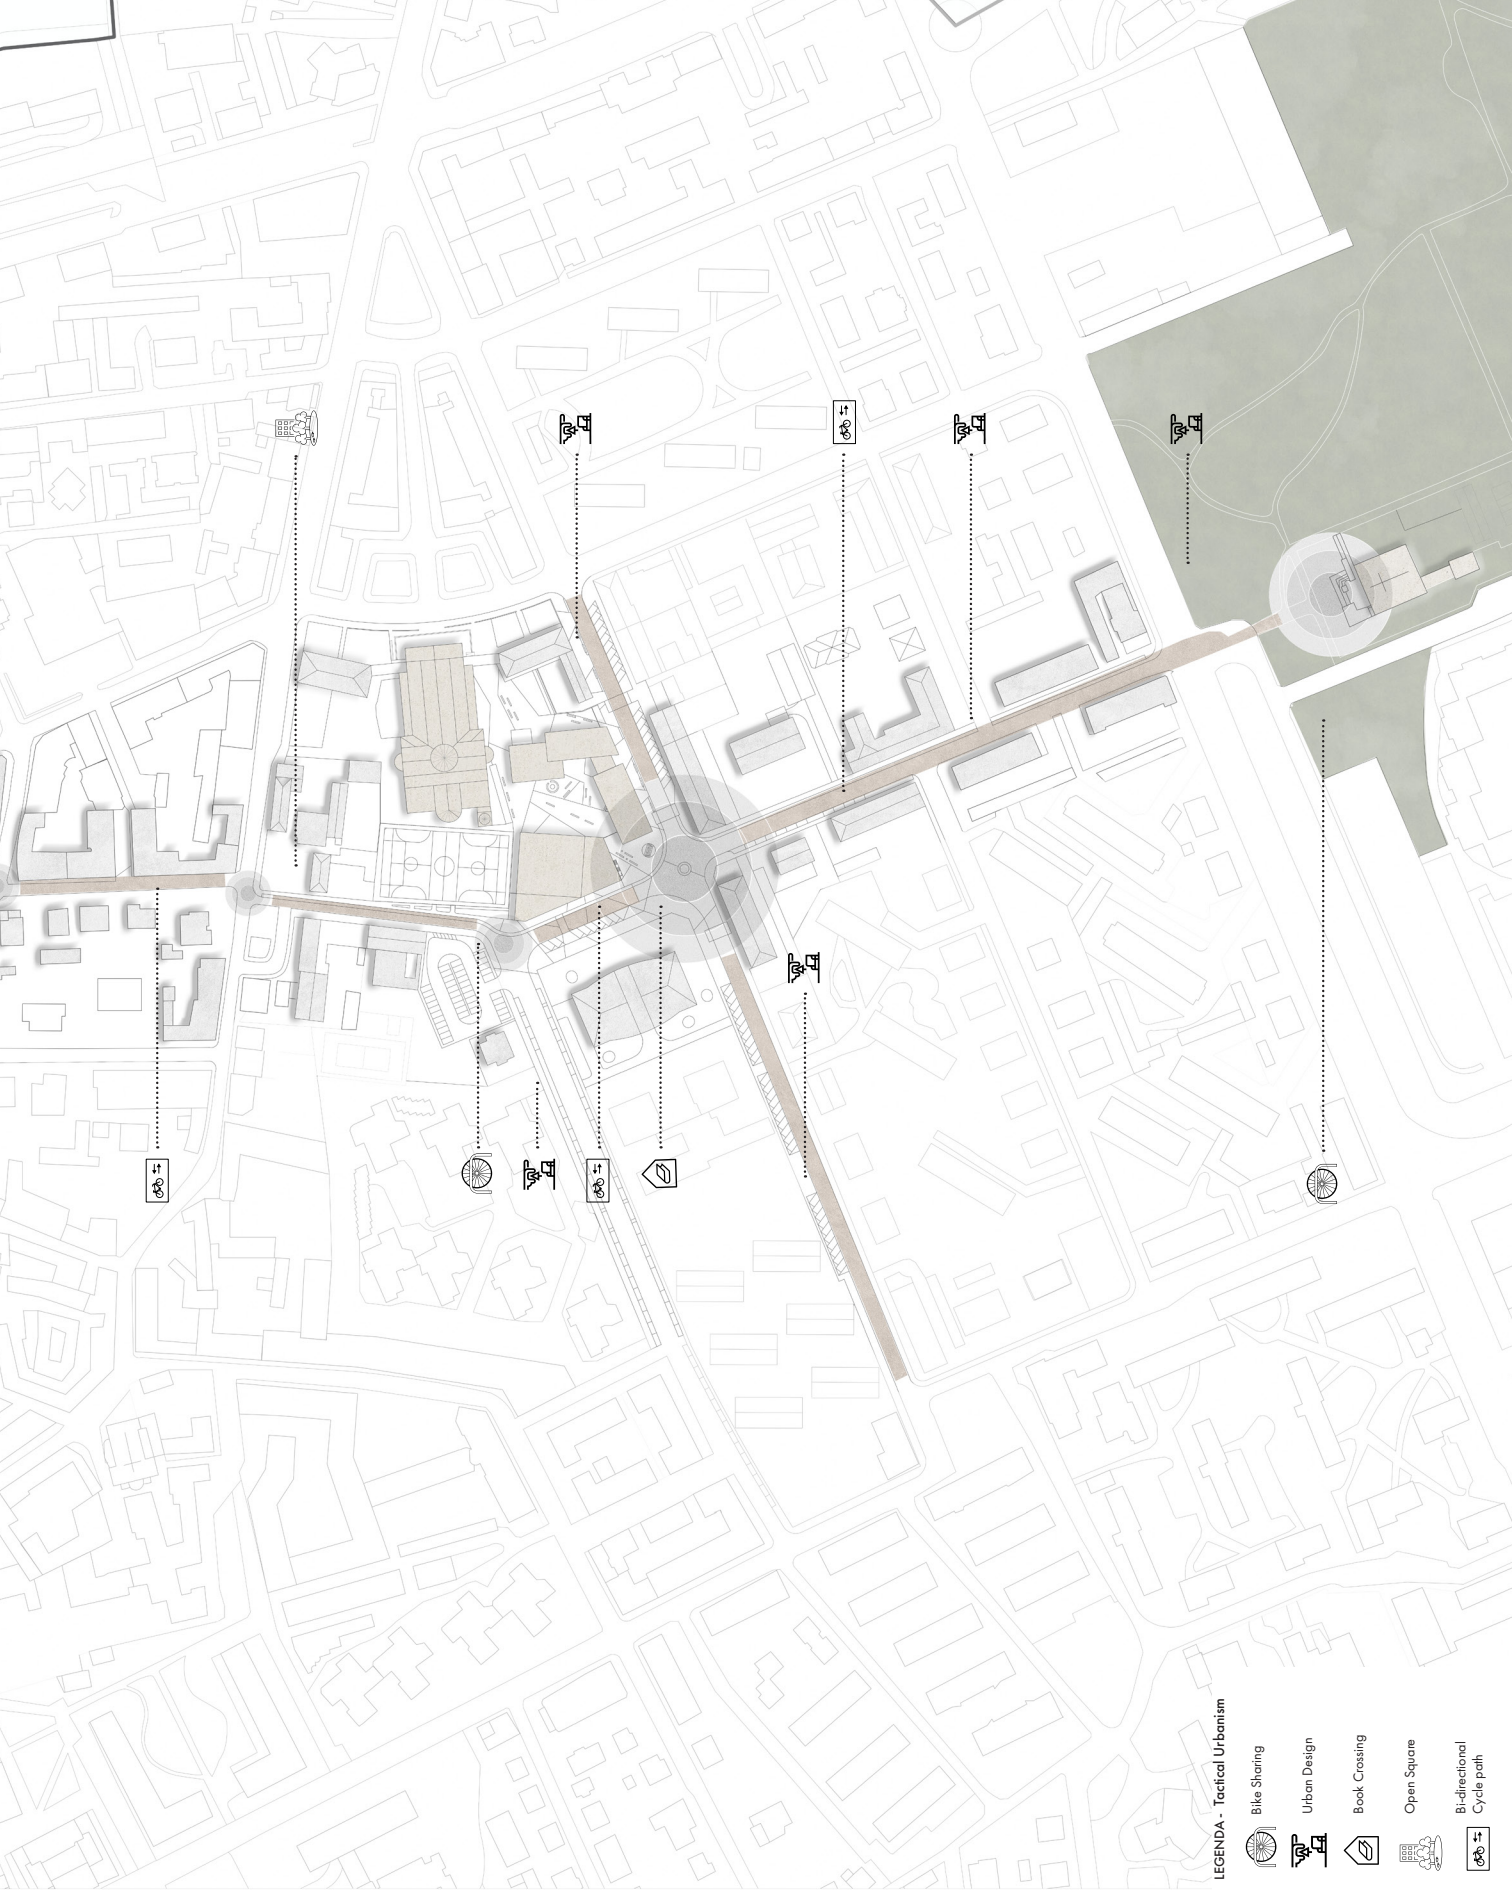 LEGENDA - Tactical Urbanism
Bike Sharing
Urban Design
Book Crossing
Open Square
Bi-directional
Cycle path